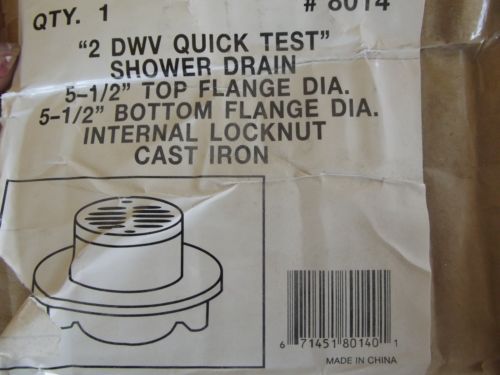 QTY. 1 # 8014
"2 DWV QUICK TEST"
SHOWER DRAIN
5-1/2" TOP FLANGE DIA.
5-1/2" BOTTOM FLANGE DIA.
INTERNAL LOCKNUT
CAST IRON
6 71451 80140 1
MADE IN CHINA